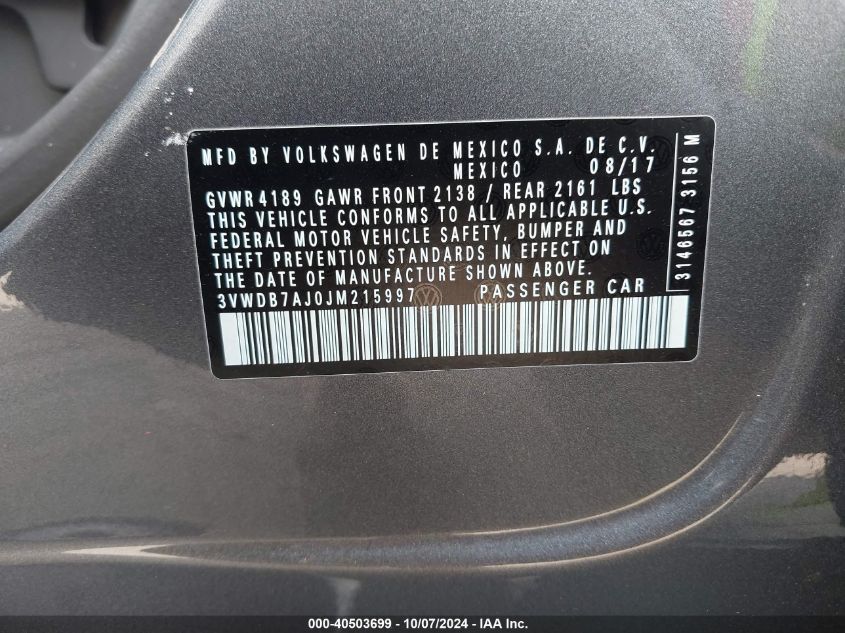 MFD BY VOLKSWAGEN DE MEXICO S.A. DE C.V.
MEXICO 08/17
GVWR 4189 GAWR FRONT 2138 / REAR 2161 LBS
THIS VEHICLE CONFORMS TO ALL APPLICABLE U.S.
FEDERAL MOTOR VEHICLE SAFETY, BUMPER AND
THEFT PREVENTION STANDARDS IN EFFECT ON
THE DATE OF MANUFACTURE SHOWN ABOVE.
3VWDB7AJ0JM215997 PASSENGER CAR
3146567 3156 M
000-40503699 - 10/07/2024 - IAA Inc.